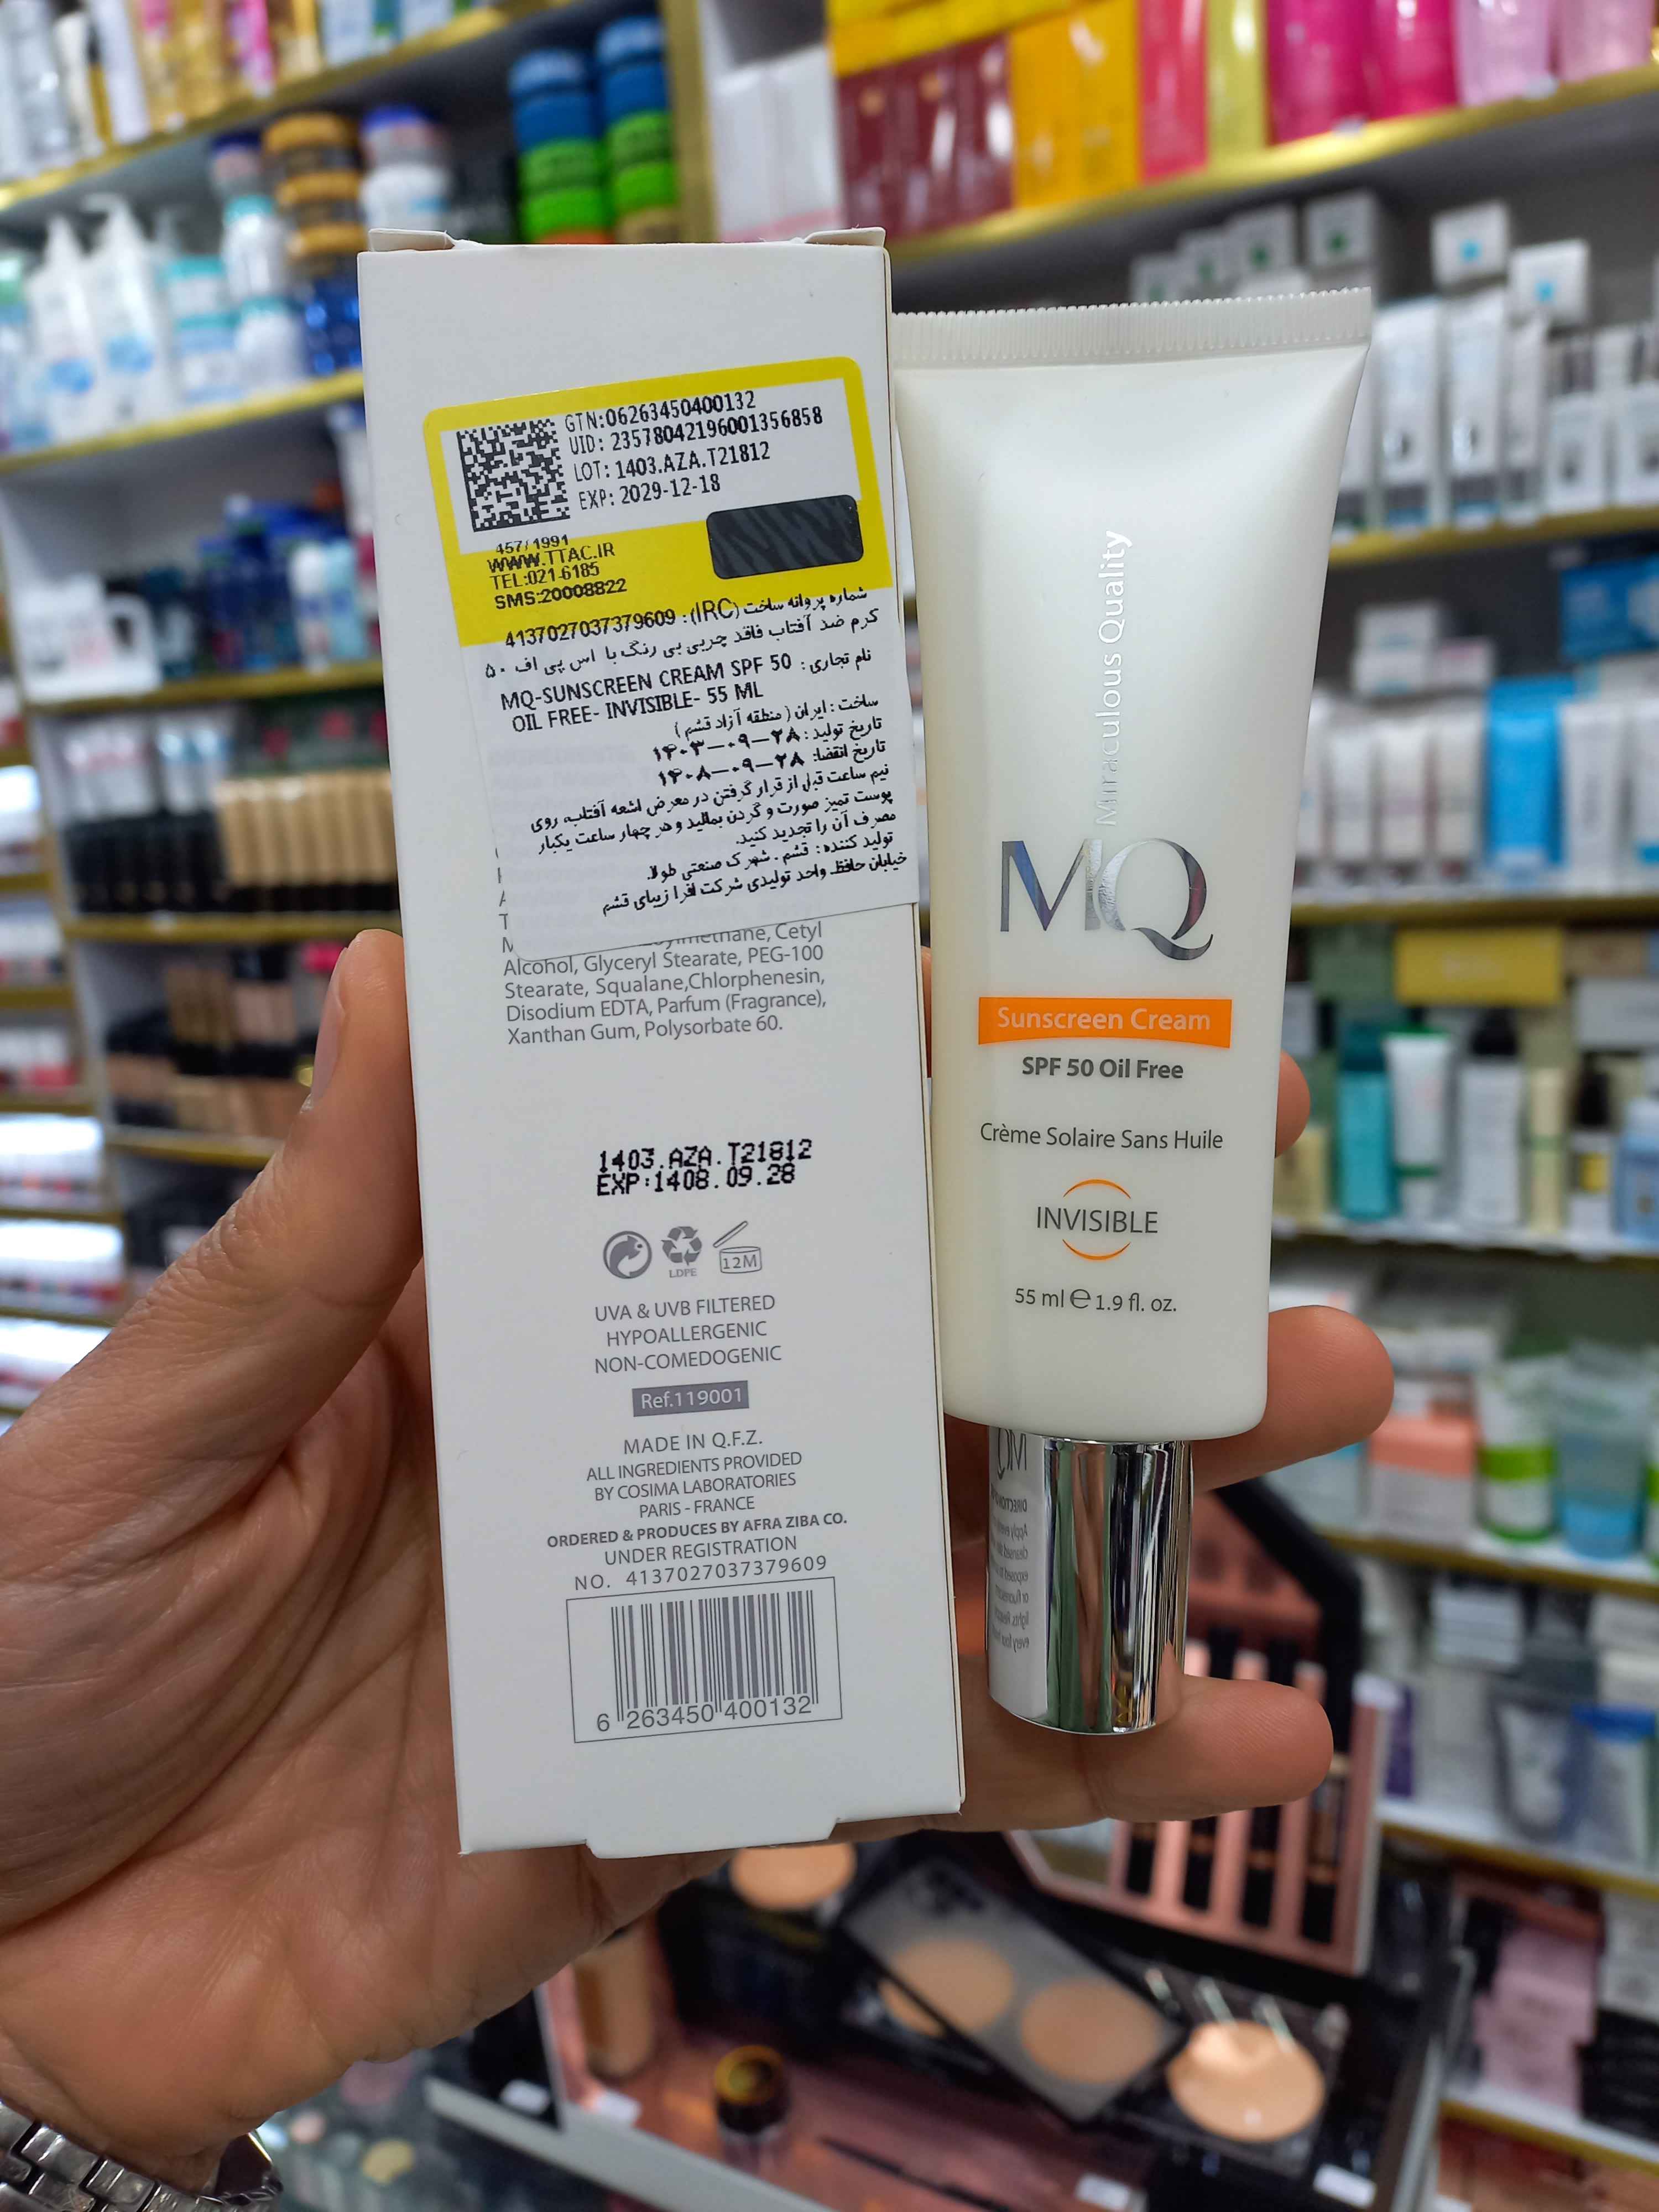 GTN:06263450400132
UID: 23578042196001356858
LOT: 1403.AZA.T21812
EXP: 2029-12-18
457/1991
WWW.TTAC.IR
TEL:021-6185
SMS:20008822
شماره پروانه ساخت (IRC): 4137027037379609
کرم ضد آفتاب فاقد چربی بی رنگ با اس پی اف ۵۰
نام تجاری: MQ-SUNSCREEN CREAM SPF 50
OIL FREE- INVISIBLE- 55 ML
ساخت: ایران (منطقه آزاد قشم)
تاریخ تولید: ۱۴۰۳-۰۹-۲۸
تاریخ انقضا: ۱۴۰۸-۰۹-۲۸
نیم ساعت قبل از قرار گرفتن در معرض اشعه آفتاب، روی
پوست تمیز صورت و گردن بمالید و هر چهار ساعت یکبار
مصرف آن را تجدید کنید.
تولید کننده: قشم. شهرک صنعتی طولا.
خیابان حافظ. واحد تولیدی شرکت افرا زیبای قشم
Cetyl
Alcohol, Glyceryl Stearate, PEG-100
Stearate, Squalane,Chlorphenesin,
Disodium EDTA, Parfum (Fragrance),
Xanthan Gum, Polysorbate 60.
1403.AZA.T21812
EXP:1408.09.28
LDPE
12M
UVA & UVB FILTERED
HYPOALLERGENIC
NON-COMEDOGENIC
Ref.119001
MADE IN Q.F.Z.
ALL INGREDIENTS PROVIDED
BY COSIMA LABORATORIES
PARIS - FRANCE
ORDERED & PRODUCES BY AFRA ZIBA CO.
UNDER REGISTRATION
NO. 4137027037379609
6 263450 400132
Miraculous Quality
MQ
Sunscreen Cream
SPF 50 Oil Free
Crème Solaire Sans Huile
INVISIBLE
55 ml e 1.9 fl. oz.